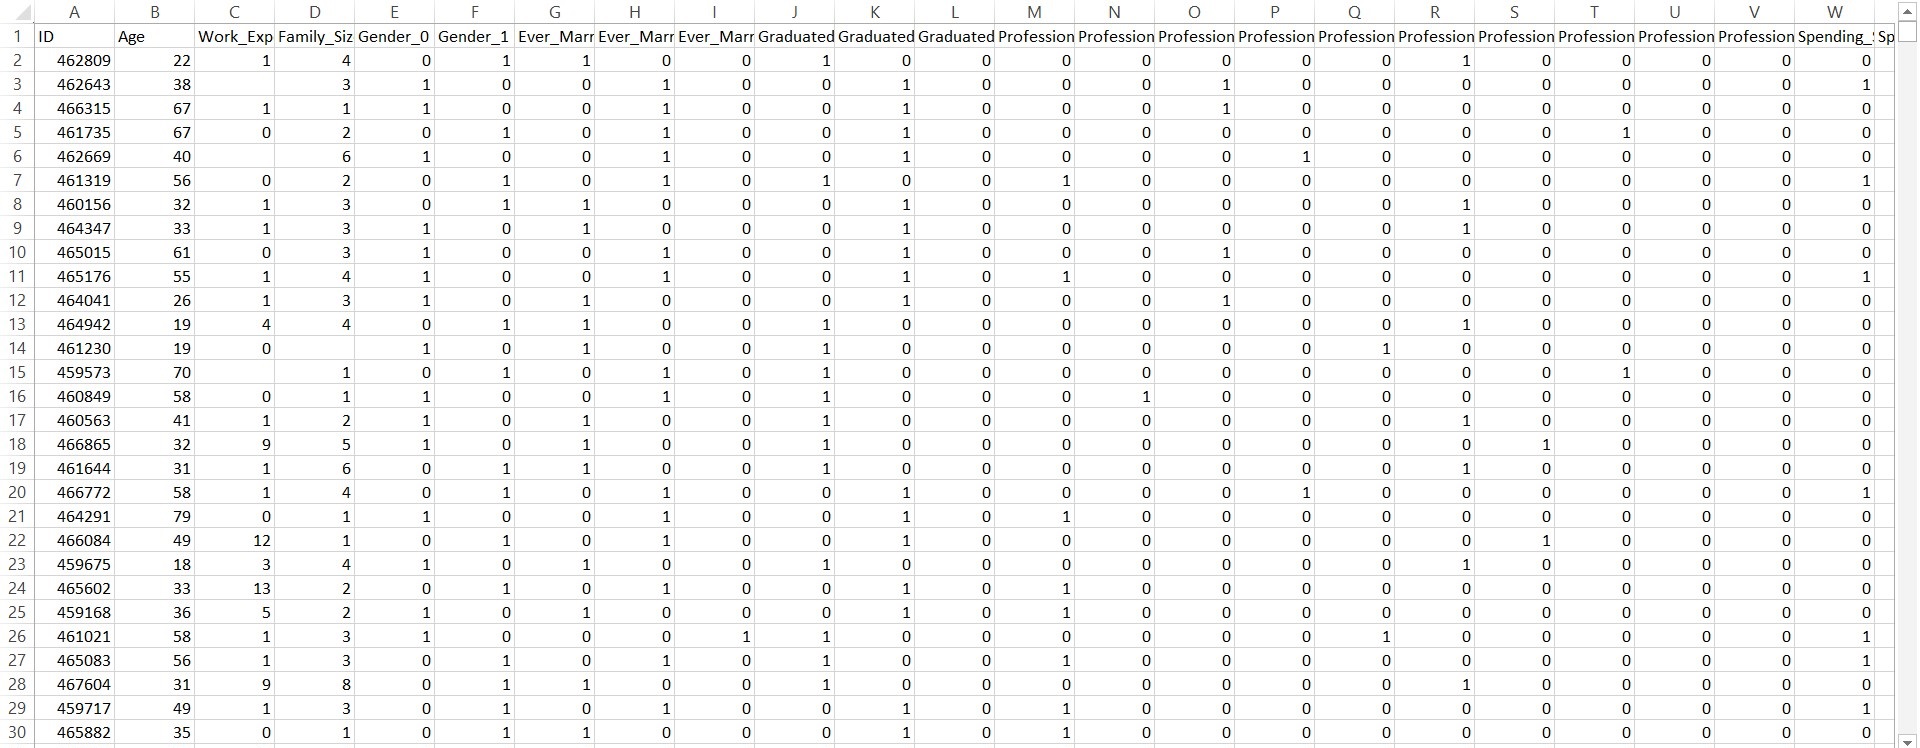 A B C D E F G H I J K L M N O P Q R S T U V W
1 ID Age Work_Exp Family_Siz Gender_0 Gender_1 Ever_Marr Ever_Marr Ever_Marr Graduated Graduated Graduated Profession Profession Profession Profession Profession Profession Profession Profession Profession Profession Spending_S Sp
2 462809 22 1 4 0 1 1 0 0 1 0 0 0 0 0 0 0 1 0 0 0 0 0
3 462643 38 3 1 0 0 1 0 0 1 0 0 0 1 0 0 0 0 0 0 0 1
4 466315 67 1 1 1 0 0 1 0 0 1 0 0 0 1 0 0 0 0 0 0 0 0
5 461735 67 0 2 0 1 0 1 0 0 1 0 0 0 0 0 0 0 0 1 0 0 0
6 462669 40 6 1 0 0 1 0 0 1 0 0 0 0 1 0 0 0 0 0 0 0
7 461319 56 0 2 0 1 0 1 0 1 0 0 1 0 0 0 0 0 0 0 0 0 1
8 460156 32 1 3 0 1 1 0 0 0 1 0 0 0 0 0 0 1 0 0 0 0 0
9 464347 33 1 3 1 0 1 0 0 0 1 0 0 0 0 0 0 1 0 0 0 0 0
10 465015 61 0 3 1 0 0 1 0 0 1 0 0 0 1 0 0 0 0 0 0 0 0
11 465176 55 1 4 1 0 0 1 0 0 1 0 1 0 0 0 0 0 0 0 0 0 1
12 464041 26 1 3 1 0 1 0 0 0 1 0 0 0 1 0 0 0 0 0 0 0 0
13 464942 19 4 4 0 1 1 0 0 1 0 0 0 0 0 0 0 1 0 0 0 0 0
14 461230 19 0 1 0 1 0 0 1 0 0 0 0 0 0 1 0 0 0 0 0 0
15 459573 70 1 0 1 0 1 0 1 0 0 0 0 0 0 0 0 0 1 0 0 0
16 460849 58 0 1 1 0 0 1 0 1 0 0 0 1 0 0 0 0 0 0 0 0 0
17 460563 41 1 2 1 0 1 0 0 1 0 0 0 0 0 0 0 1 0 0 0 0 0
18 466865 32 9 5 1 0 1 0 0 1 0 0 0 0 0 0 0 0 1 0 0 0 0
19 461644 31 1 6 0 1 1 0 0 1 0 0 0 0 0 0 0 1 0 0 0 0 0
20 466772 58 1 4 0 1 0 1 0 0 1 0 0 0 0 1 0 0 0 0 0 0 1
21 464291 79 0 1 1 0 0 1 0 0 1 0 1 0 0 0 0 0 0 0 0 0 0
22 466084 49 12 1 0 1 0 1 0 0 1 0 0 0 0 0 0 0 1 0 0 0 0
23 459675 18 3 4 1 0 1 0 0 1 0 0 0 0 0 0 0 1 0 0 0 0 0
24 465602 33 13 2 0 1 0 1 0 0 1 0 1 0 0 0 0 0 0 0 0 0 0
25 459168 36 5 2 1 0 1 0 0 0 1 0 1 0 0 0 0 0 0 0 0 0 0
26 461021 58 1 3 1 0 0 0 1 1 0 0 0 0 0 0 1 0 0 0 0 0 1
27 465083 56 1 3 0 1 0 1 0 1 0 0 1 0 0 0 0 0 0 0 0 0 1
28 467604 31 9 8 0 1 1 0 0 1 0 0 0 0 0 0 0 1 0 0 0 0 0
29 459717 49 1 3 0 1 0 1 0 0 1 0 1 0 0 0 0 0 0 0 0 0 1
30 465882 35 0 1 0 1 1 0 0 0 1 0 1 0 0 0 0 0 0 0 0 0 0